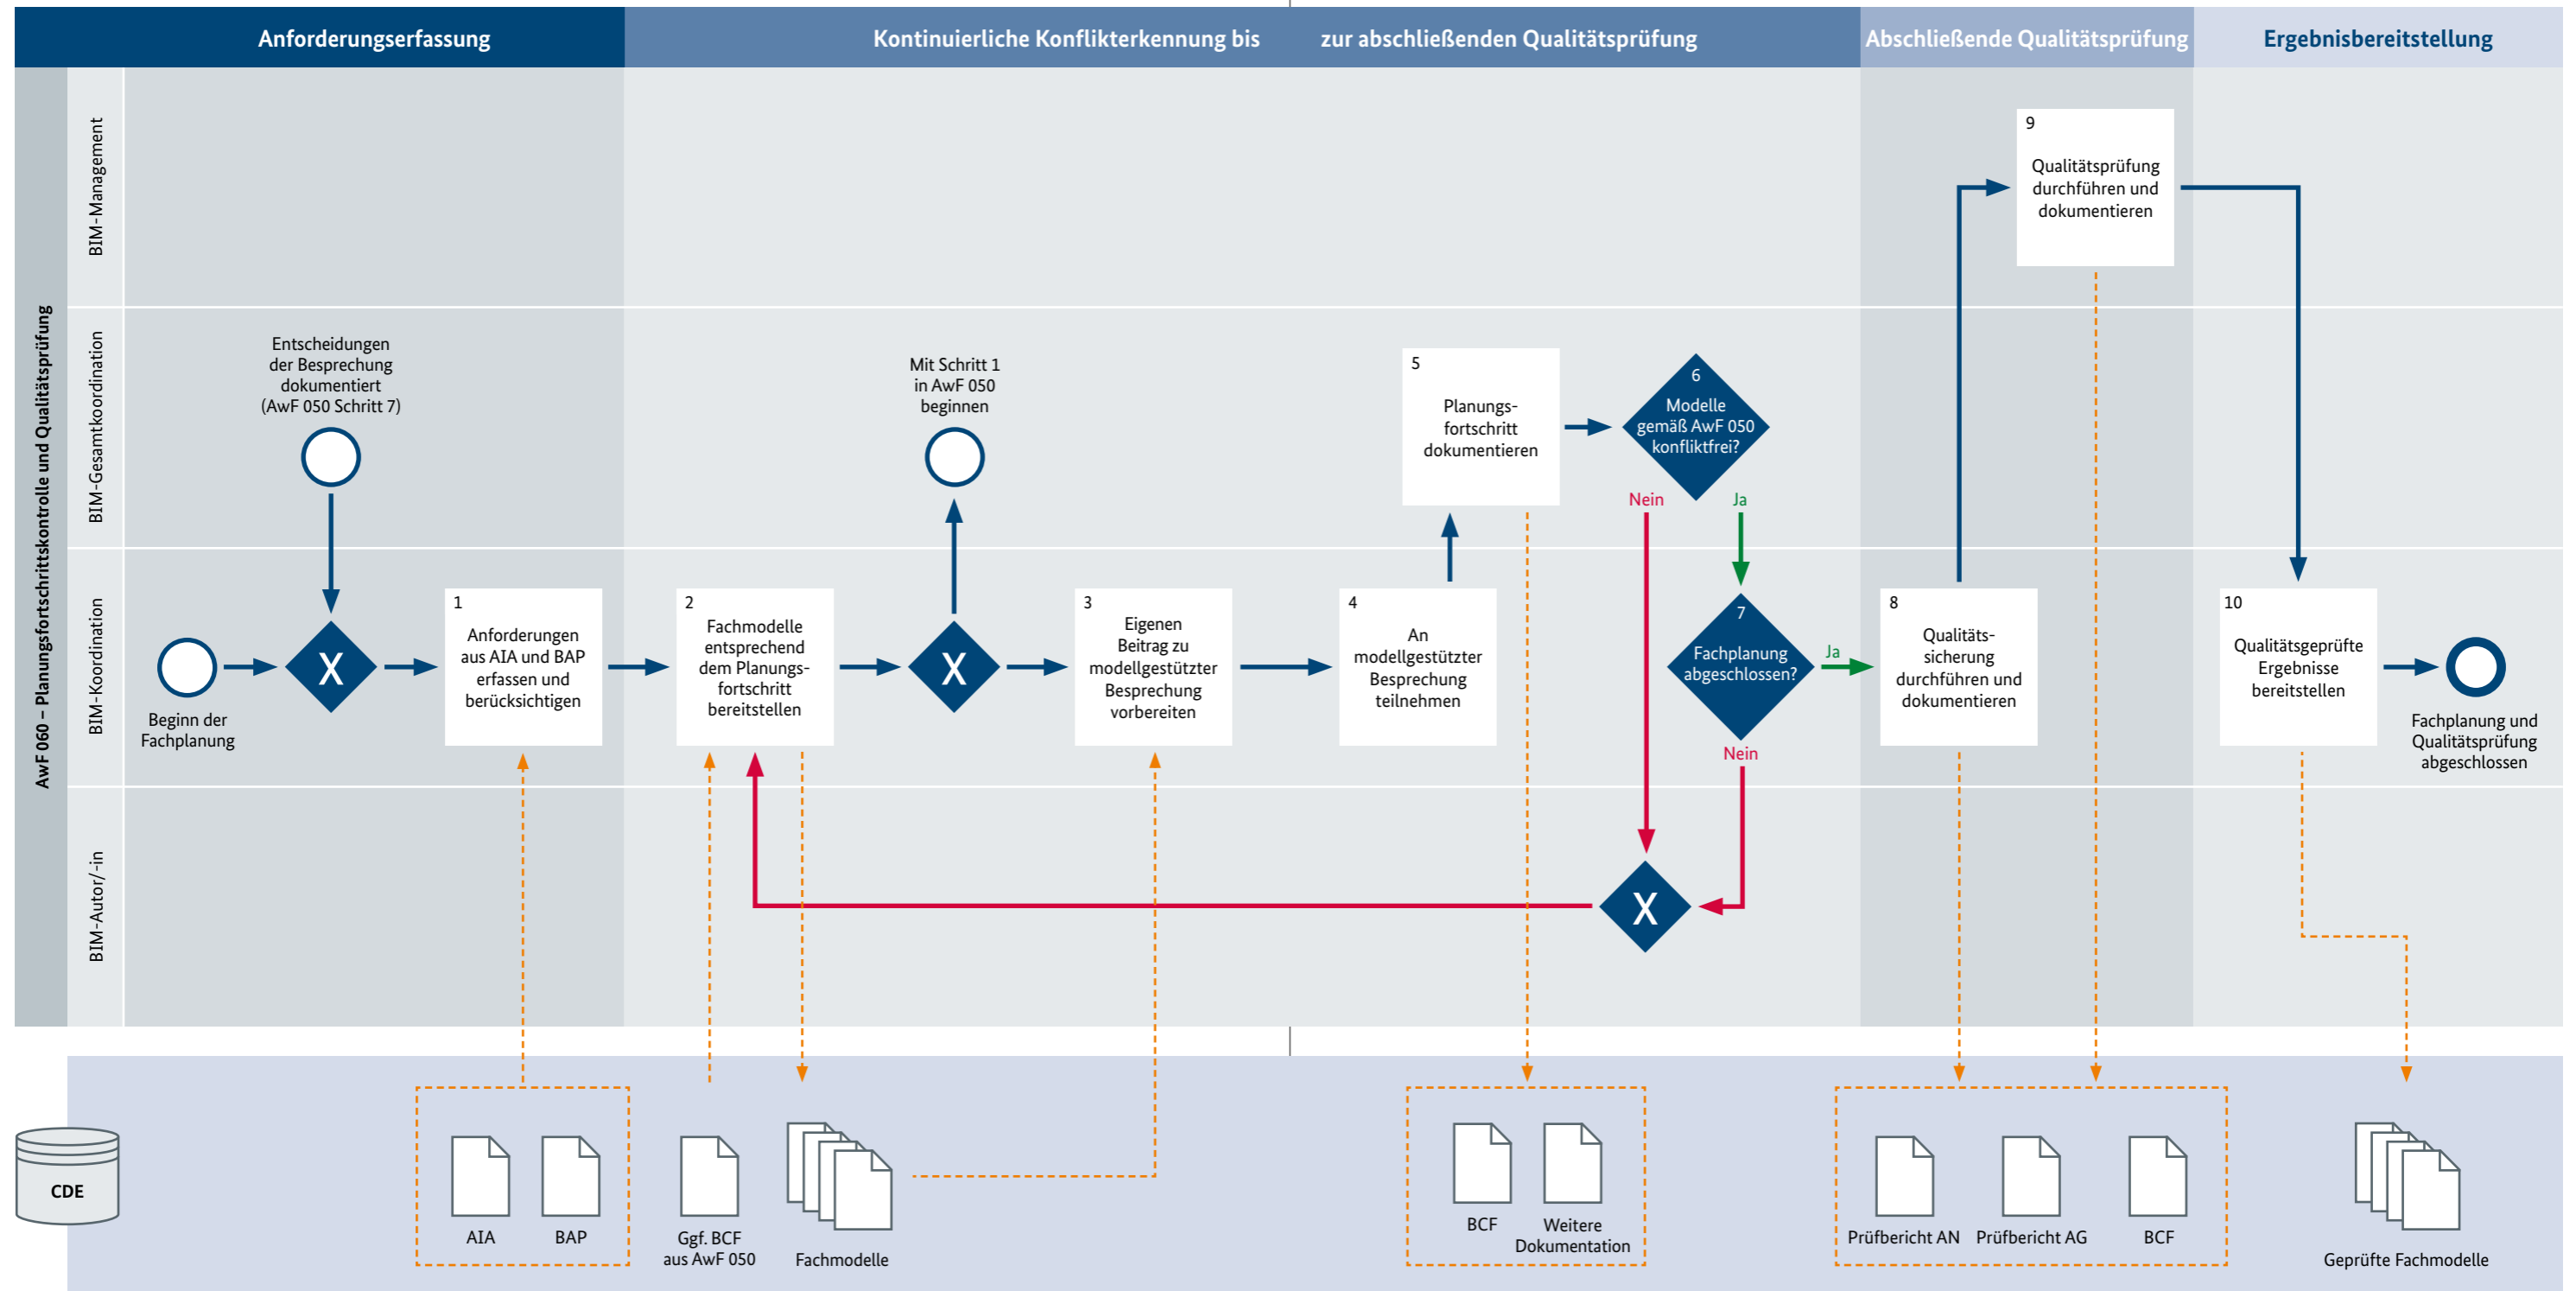 Anforderungserfassung
Kontinuierliche Konflikterkennung bis zur abschließenden Qualitätsprüfung
Abschließende Qualitätsprüfung
Ergebnisbereitstellung
AwF 060 – Planungsfortschrittskontrolle und Qualitätsprüfung
BIM-Management
9
Qualitätsprüfung
durchführen und
dokumentieren
BIM-Gesamtkoordination
Entscheidungen
der Besprechung
dokumentiert
(AwF 050 Schritt 7)
Mit Schritt 1
in AwF 050
beginnen
5
Planungs-
fortschritt
dokumentieren
6
Modelle
gemäß AwF 050
konfliktfrei?
Nein
Ja
BIM-Koordination
Beginn der
Fachplanung
X
1
Anforderungen
aus AIA und BAP
erfassen und
berücksichtigen
2
Fachmodelle
entsprechend
dem Planungs-
fortschritt
bereitstellen
X
3
Eigenen
Beitrag zu
modellgestützter
Besprechung
vorbereiten
4
An
modellgestützter
Besprechung
teilnehmen
7
Fachplanung
abgeschlossen?
Ja
Nein
8
Qualitäts-
sicherung
durchführen und
dokumentieren
10
Qualitätsgeprüfte
Ergebnisse
bereitstellen
Fachplanung und
Qualitätsprüfung
abgeschlossen
BIM-Autor/-in
X
CDE
AIA
BAP
Ggf. BCF
aus AwF 050
Fachmodelle
BCF
Weitere
Dokumentation
Prüfbericht AN
Prüfbericht AG
BCF
Geprüfte Fachmodelle